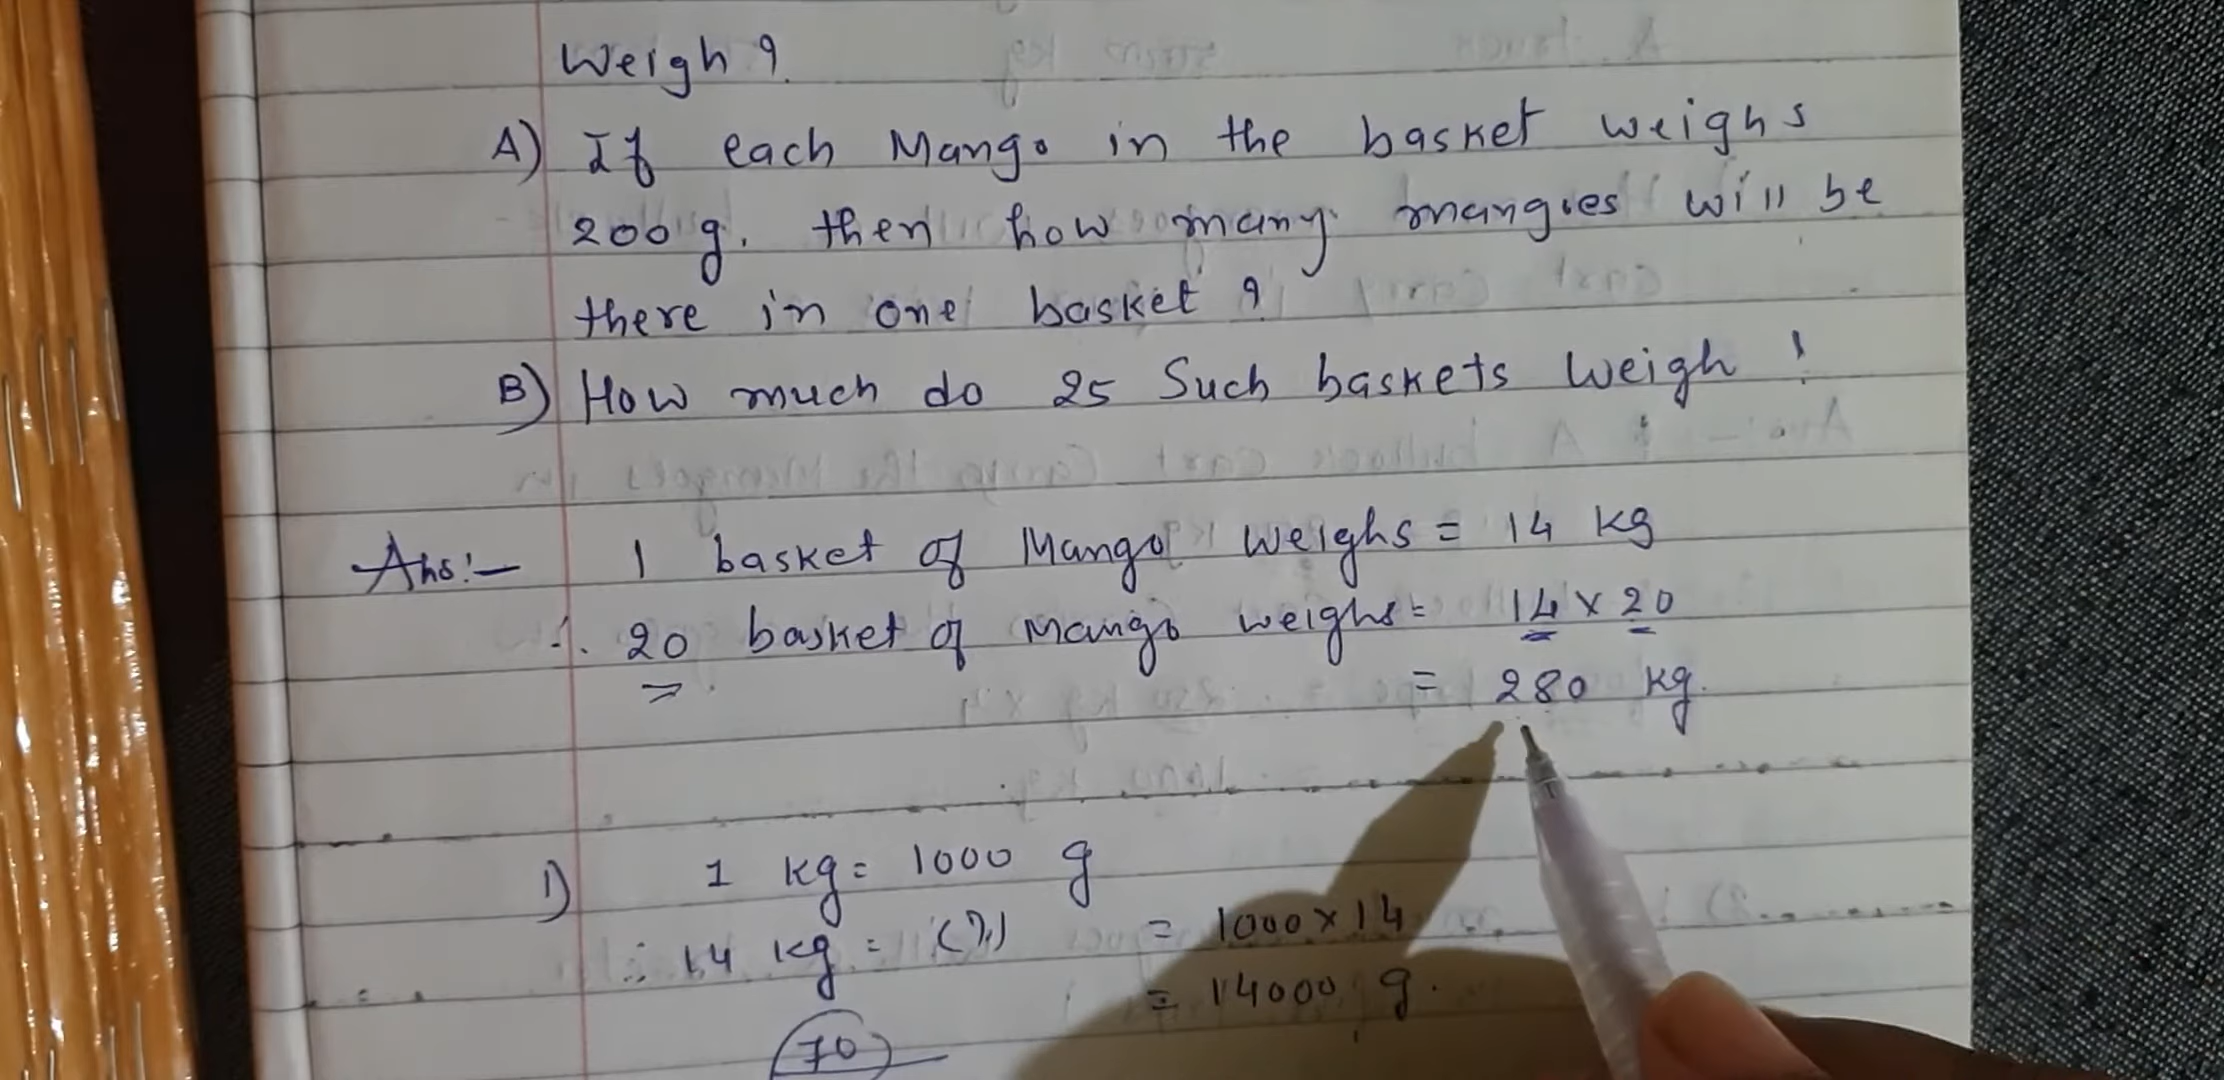 Weigh ?
A) If each Mango in the basket weighs
200 g. then how many mangies will be
there in one basket ?
B) How much do 25 Such baskets Weigh !
Ans:- 1 basket of Mango Weighs = 14 kg
∴ 20 basket of Mango weighs = 14 x 20
= 280 kg.
1) 1 kg = 1000 g
∴ 14 kg = (?) = 1000 x 14
= 14000 g.
70